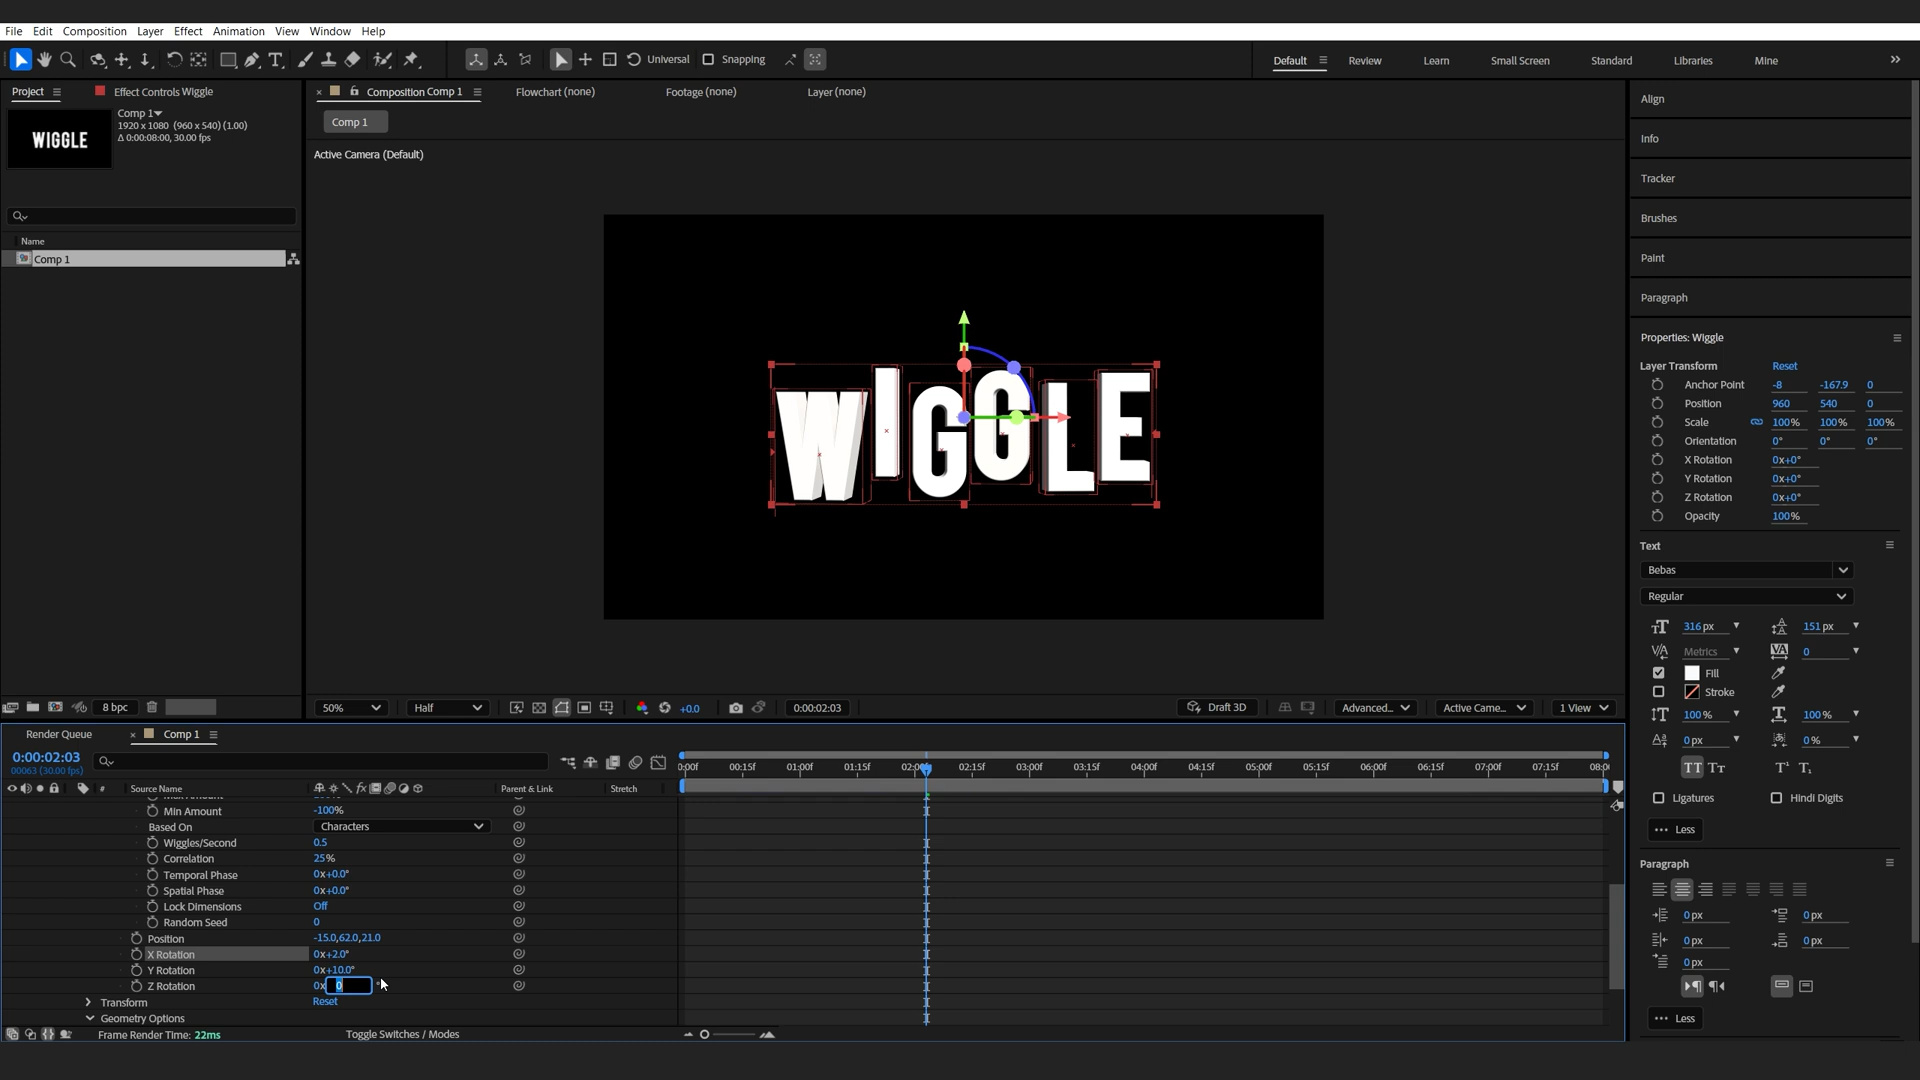 File Edit Composition Layer Effect Animation View Window Help
Universal Snapping
Default Review Learn Small Screen Standard Libraries Mine
Project Effect Controls Wiggle
Composition Comp 1 Flowchart (none) Footage (none) Layer (none)
Comp 1
1920 x 1080 (960 x 540) (1.00)
Δ 0:00:08:00, 30.00 fps
WIGGLE
Comp 1
Active Camera (Default)
Name
Comp 1
WIGGLE
8 bpc
50% Half +0.0 0:00:02:03 Draft 3D Advanced... Active Came... 1 View
Align
Info
Tracker
Brushes
Paint
Paragraph
Properties: Wiggle
Layer Transform Reset
Anchor Point -8 -167.9 0
Position 960 540 0
Scale 100% 100% 100%
Orientation 0° 0° 0°
X Rotation 0x+0°
Y Rotation 0x+0°
Z Rotation 0x+0°
Opacity 100%
Text
Bebas
Regular
316 px 151 px
Metrics 0
Fill
Stroke
100% 100%
0 px 0%
TT Tт T¹ T₁
Ligatures Hindi Digits
Less
Paragraph
0 px 0 px
0 px 0 px
0 px
Less
Render Queue Comp 1
0:00:02:03
00063 (30.00 fps)
0:00f 00:15f 01:00f 01:15f 02:00f 02:15f 03:00f 03:15f 04:00f 04:15f 05:00f 05:15f 06:00f 06:15f 07:00f 07:15f 08:0
# Source Name fx Parent & Link Stretch
Min Amount -100%
Based On Characters
Wiggles/Second 0.5
Correlation 25%
Temporal Phase 0x+0.0°
Spatial Phase 0x+0.0°
Lock Dimensions Off
Random Seed 0
Position -15.0,62.0,21.0
X Rotation 0x+2.0°
Y Rotation 0x+10.0°
Z Rotation 0x 0
Transform Reset
Geometry Options
Frame Render Time: 22ms Toggle Switches / Modes